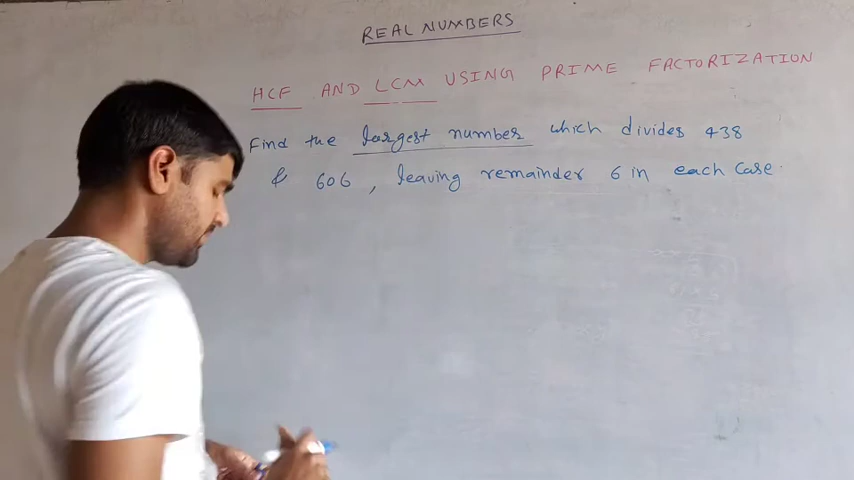 REAL NUMBERS
HCF AND LCM USING PRIME FACTORIZATION
Find the largest number which divides 438
& 606, leaving remainder 6 in each case.